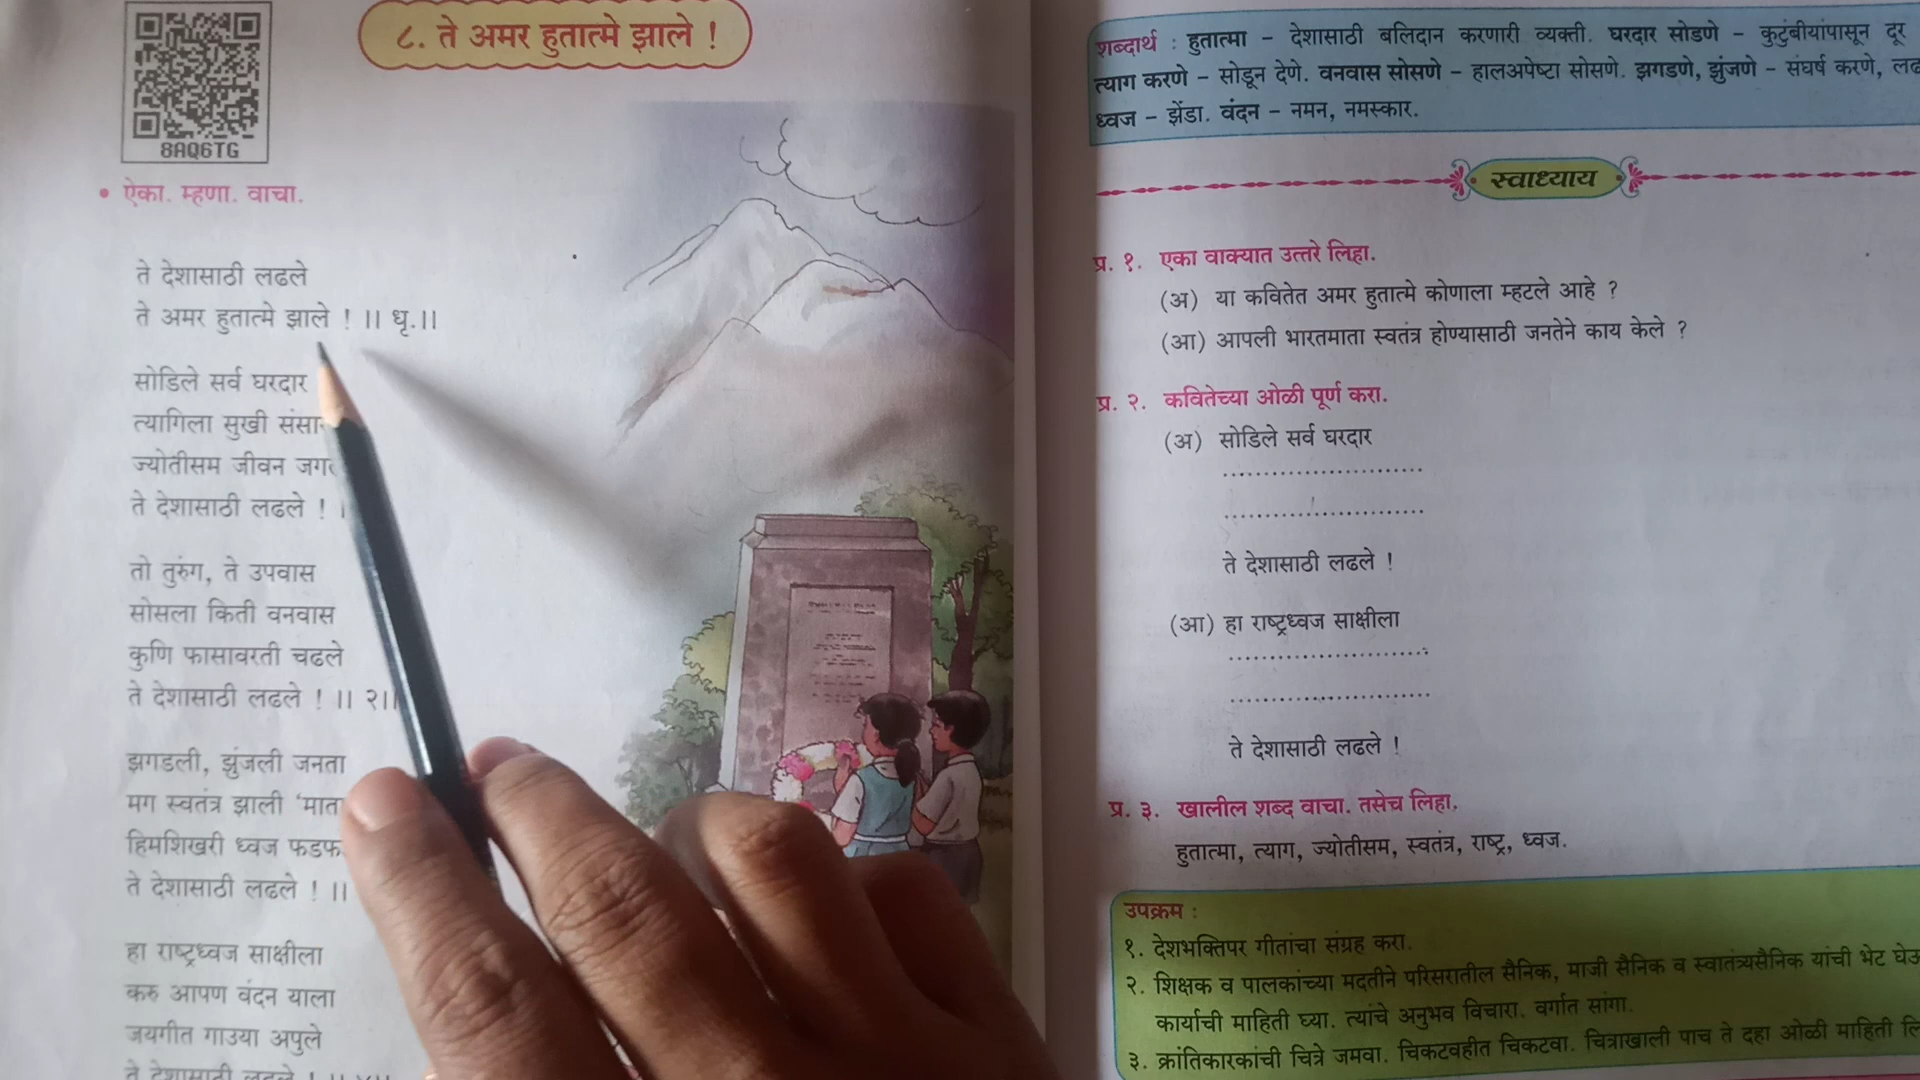 ८. ते अमर हुतात्मे झाले !
8AQ6TG
• ऐका. म्हणा. वाचा.
ते देशासाठी लढले
ते अमर हुतात्मे झाले ! ।। धृ.।।
सोडिले सर्व घरदार
त्यागिला सुखी
ज्योतीसम जीवन
ते देशासाठी लढले !
तो तुरुंग, ते उपवास
सोसला किती वनवास
कुणि फासावरती चढले
ते देशासाठी लढले ! ।। २।।
झगडली, झुंजली जनता
मग स्वतंत्र झाली
हिमशिखरी ध्वज
ते देशासाठी लढले ! ।।
हा राष्ट्रध्वज साक्षीला
करु आपण वंदन याला
जयगीत गाउया अपुले
ते देशासाठी लढले !
शब्दार्थ : हुतात्मा – देशासाठी बलिदान करणारी व्यक्ती. घरदार सोडणे – कुटुंबीयांपासून दूर
त्याग करणे – सोडून देणे. वनवास सोसणे – हालअपेष्टा सोसणे. झगडणे, झुंजणे – संघर्ष करणे,
ध्वज – झेंडा. वंदन – नमन, नमस्कार.
स्वाध्याय
प्र. १. एका वाक्यात उत्तरे लिहा.
(अ) या कवितेत अमर हुतात्मे कोणाला म्हटले आहे ?
(आ) आपली भारतमाता स्वतंत्र होण्यासाठी जनतेने काय केले ?
प्र. २. कवितेच्या ओळी पूर्ण करा.
(अ) सोडिले सर्व घरदार
.........................
.........................
ते देशासाठी लढले !
(आ) हा राष्ट्रध्वज साक्षीला
.........................
.........................
ते देशासाठी लढले !
प्र. ३. खालील शब्द वाचा. तसेच लिहा.
हुतात्मा, त्याग, ज्योतीसम, स्वतंत्र, राष्ट्र, ध्वज.
उपक्रम :
१. देशभक्तिपर गीतांचा संग्रह करा.
२. शिक्षक व पालकांच्या मदतीने परिसरातील सैनिक, माजी सैनिक व स्वातंत्र्यसैनिक यांची भेट
कार्याची माहिती घ्या. त्यांचे अनुभव विचारा. वर्गात सांगा.
३. क्रांतिकारकांची चित्रे जमवा. चिकटवहीत चिकटवा. चित्राखाली पाच ते दहा ओळी माहिती